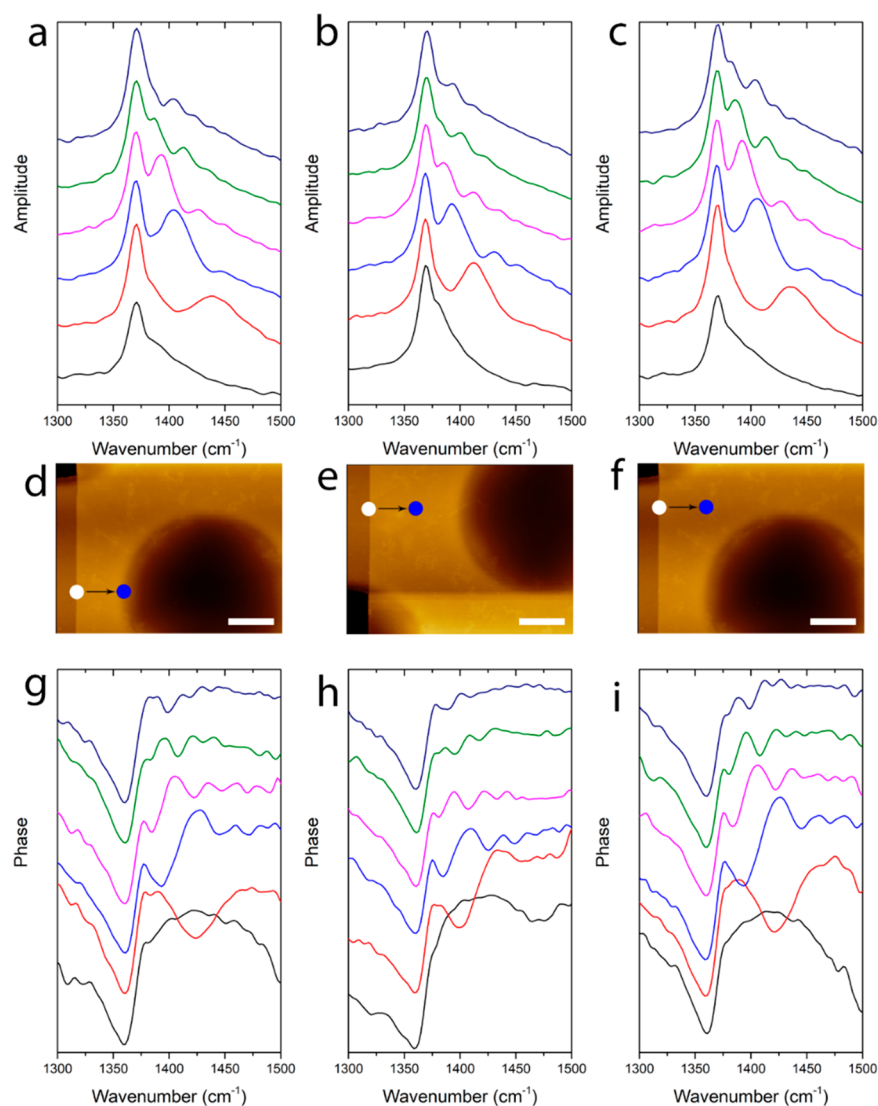 a b c
Amplitude Amplitude Amplitude
1300 1350 1400 1450 1500 1300 1350 1400 1450 1500 1300 1350 1400 1450 1500
Wavenumber (cm⁻¹) Wavenumber (cm⁻¹) Wavenumber (cm⁻¹)
d e f
g h i
Phase Phase Phase
1300 1350 1400 1450 1500 1300 1350 1400 1450 1500 1300 1350 1400 1450 1500
Wavenumber (cm⁻¹) Wavenumber (cm⁻¹) Wavenumber (cm⁻¹)